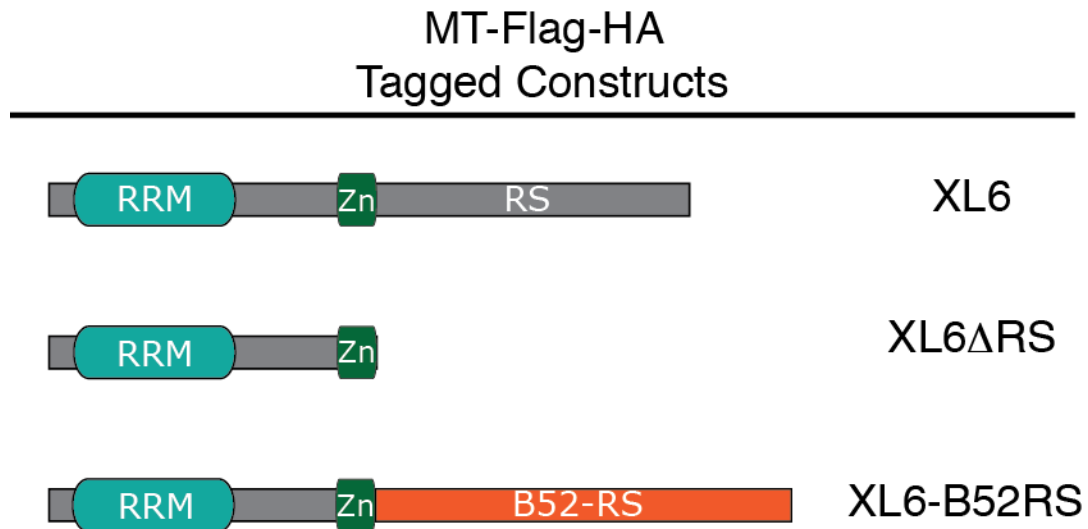 MT-Flag-HA
Tagged Constructs
RRM Zn RS XL6
RRM Zn XL6ΔRS
RRM Zn B52-RS XL6-B52RS